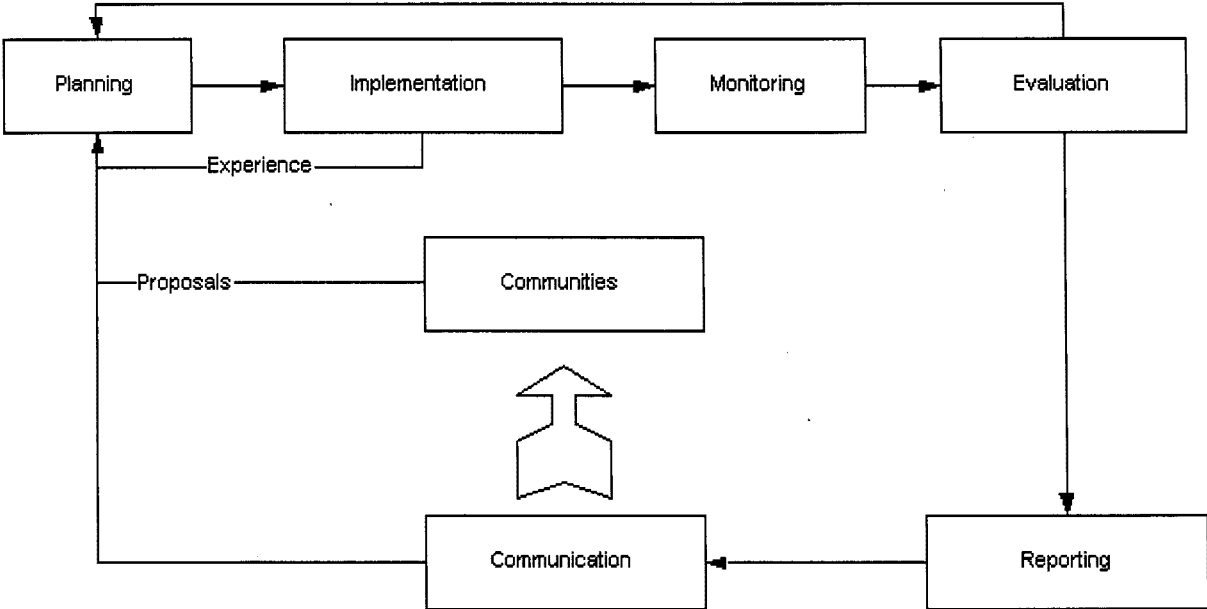 Planning
Implementation
Monitoring
Evaluation
Experience
Proposals
Communities
Communication
Reporting